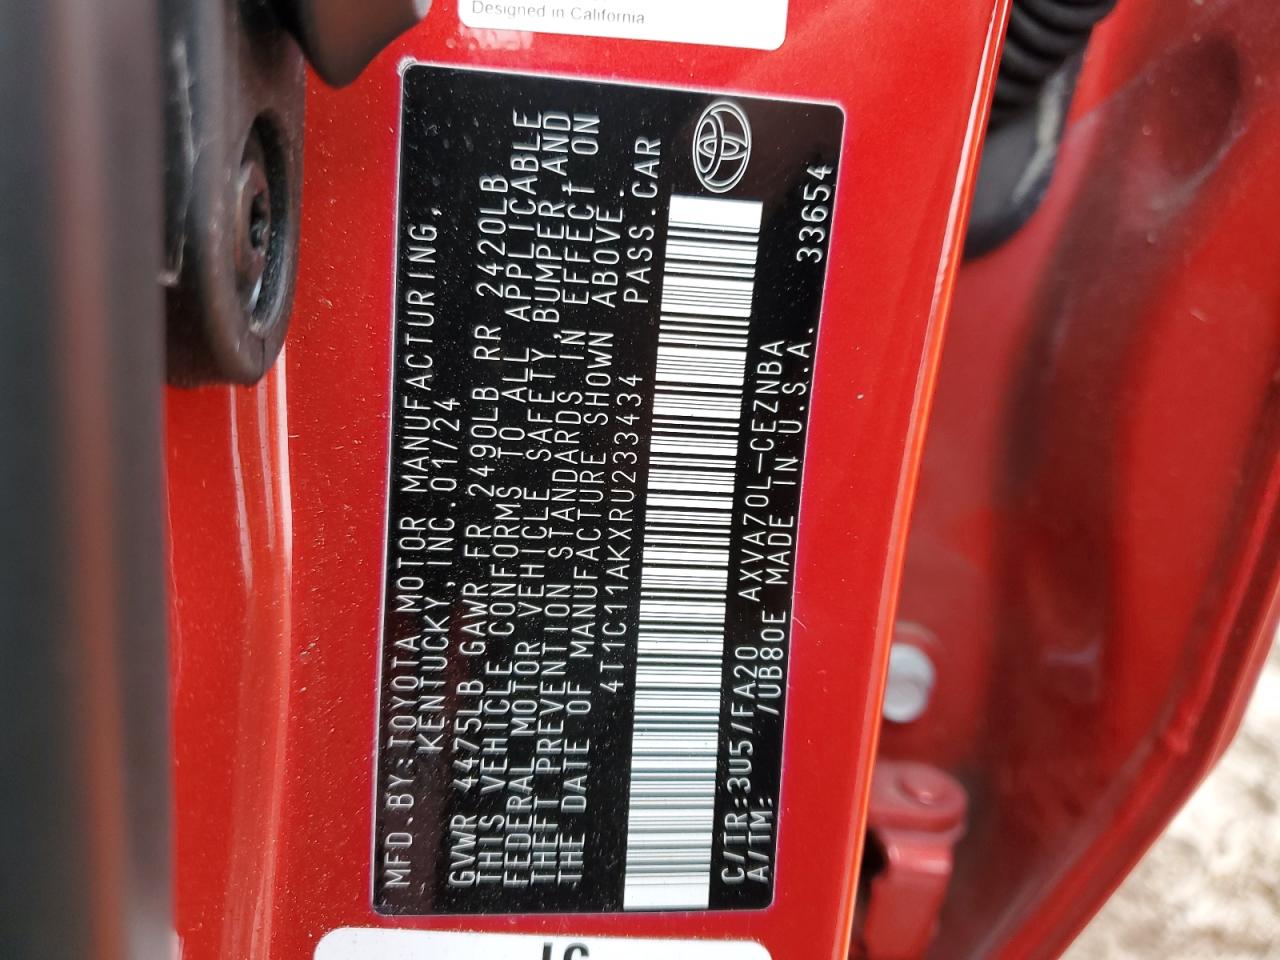 Designed in California
MFD.BY:TOYOTA MOTOR MANUFACTURING,
KENTUCKY,INC.01/24
GVWR 4475LB GAWR FR 2490LB RR 2420LB
THIS VEHICLE CONFORMS TO ALL APPLICABLE
FEDERAL MOTOR VEHICLE SAFETY,BUMPER,AND
THEFT PREVENTION STANDARDS IN EFFECT ON
THE DATE OF MANUFACTURE SHOWN ABOVE.
4T1C11AKXRU233434 PASS.CAR
C/TR:3U5/FA20 AXVA70L-CEZNBA
A/TM: /UB80E MADE IN U.S.A. 33654